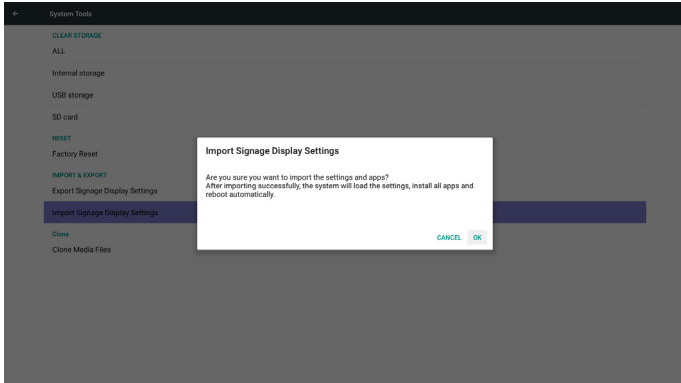 System Tools
CLEAR STORAGE
ALL
Internal storage
USB storage
SD card
RESET
Factory Reset
IMPORT & EXPORT
Export Signage Display Settings
Import Signage Display Settings
Clone
Clone Media Files
Import Signage Display Settings
Are you sure you want to import the settings and apps?
After importing successfully, the system will load the settings, install all apps and
reboot automatically.
CANCEL OK